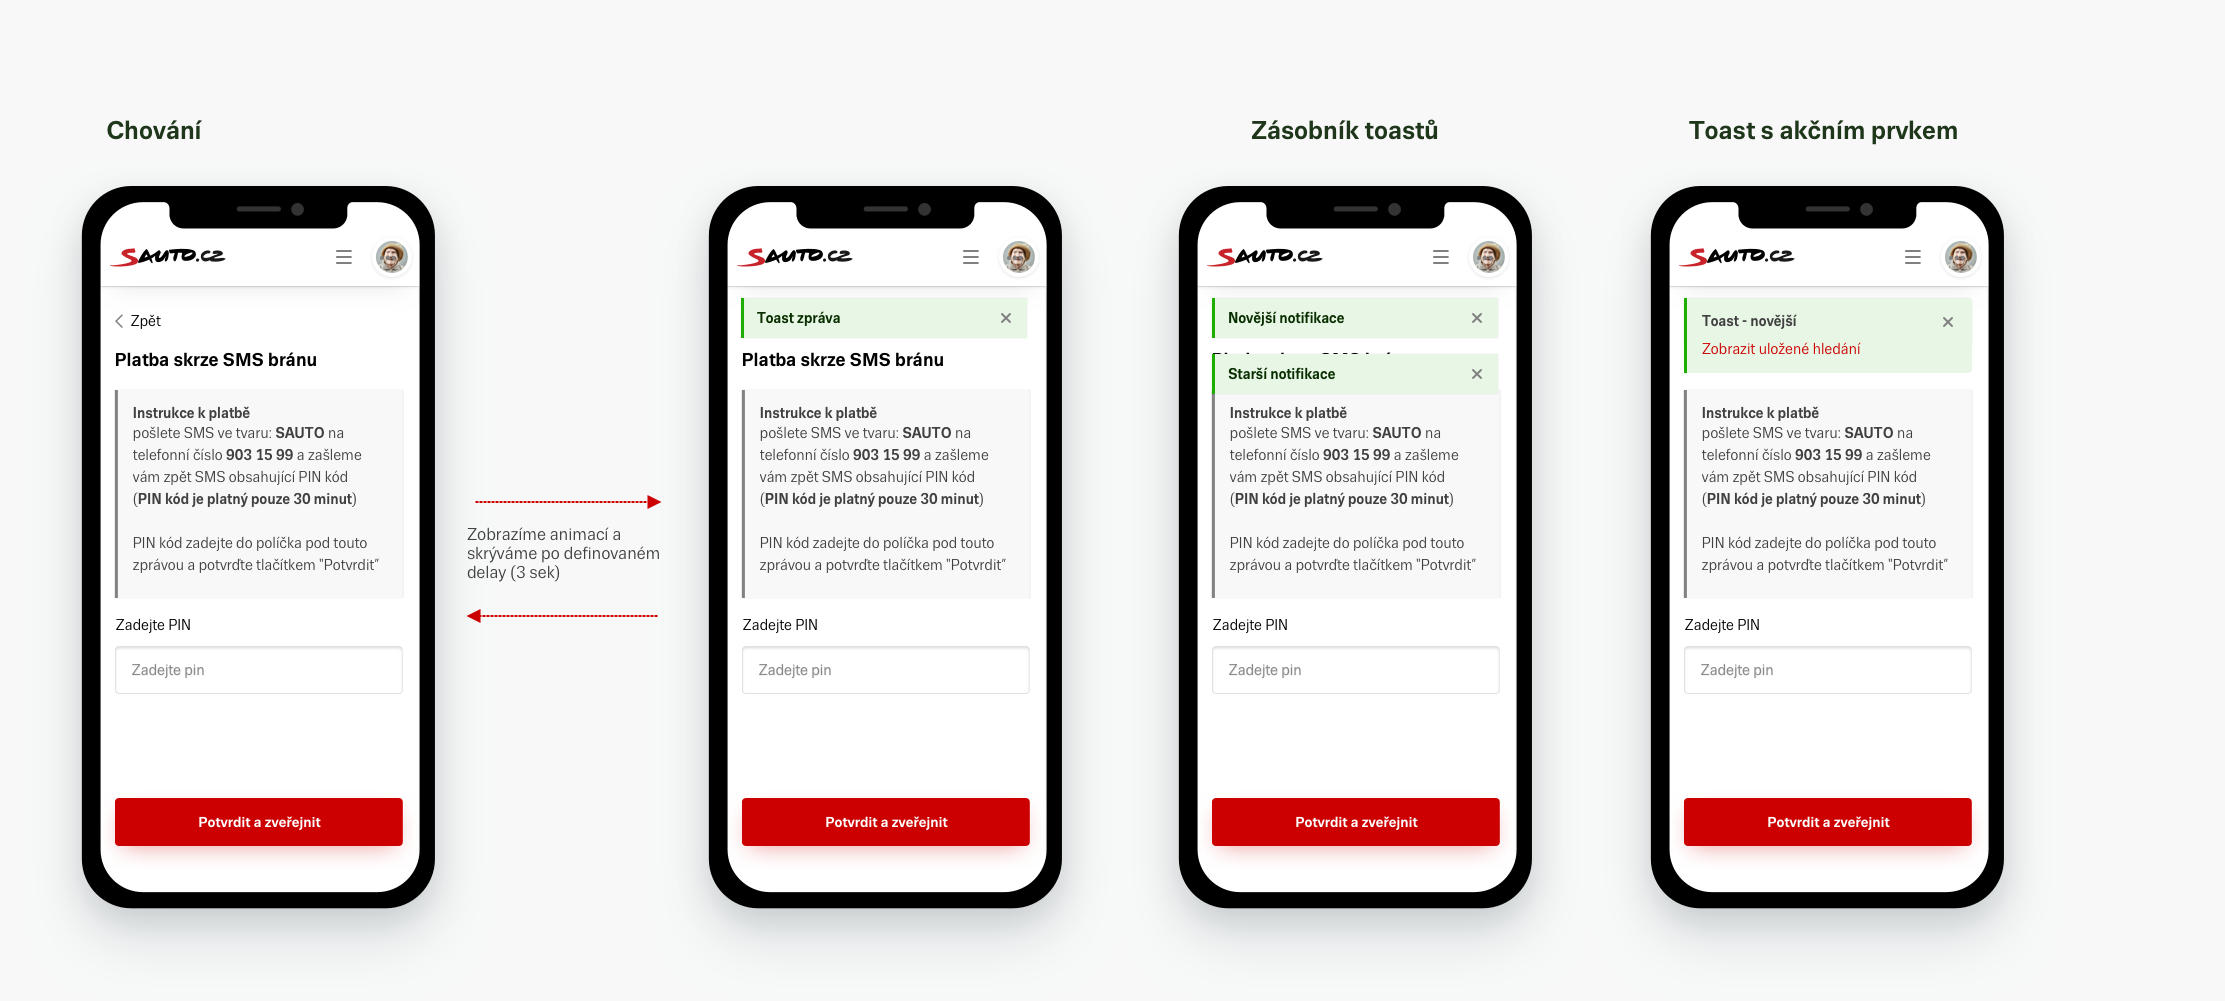 Chování
Zásobník toastů
Toast s akčním prvkem
SAUTO.CZ
Zpět
Platba skrze SMS bránu
Instrukce k platbě
pošlete SMS ve tvaru: SAUTO na
telefonní číslo 903 15 99 a zašleme
vám zpět SMS obsahující PIN kód
(PIN kód je platný pouze 30 minut)
PIN kód zadejte do políčka pod touto
zprávou a potvrďte tlačítkem "Potvrdit”
Zadejte PIN
Zadejte pin
Potvrdit a zveřejnit
Zobrazíme animací a
skrýváme po definovaném
delay (3 sek)
SAUTO.CZ
Toast zpráva
Platba skrze SMS bránu
Instrukce k platbě
pošlete SMS ve tvaru: SAUTO na
telefonní číslo 903 15 99 a zašleme
vám zpět SMS obsahující PIN kód
(PIN kód je platný pouze 30 minut)
PIN kód zadejte do políčka pod touto
zprávou a potvrďte tlačítkem "Potvrdit”
Zadejte PIN
Zadejte pin
Potvrdit a zveřejnit
SAUTO.CZ
Novější notifikace
Starší notifikace
Instrukce k platbě
pošlete SMS ve tvaru: SAUTO na
telefonní číslo 903 15 99 a zašleme
vám zpět SMS obsahující PIN kód
(PIN kód je platný pouze 30 minut)
PIN kód zadejte do políčka pod touto
zprávou a potvrďte tlačítkem "Potvrdit”
Zadejte PIN
Zadejte pin
Potvrdit a zveřejnit
SAUTO.CZ
Toast - novější
Zobrazit uložené hledání
Instrukce k platbě
pošlete SMS ve tvaru: SAUTO na
telefonní číslo 903 15 99 a zašleme
vám zpět SMS obsahující PIN kód
(PIN kód je platný pouze 30 minut)
PIN kód zadejte do políčka pod touto
zprávou a potvrďte tlačítkem "Potvrdit”
Zadejte PIN
Zadejte pin
Potvrdit a zveřejnit